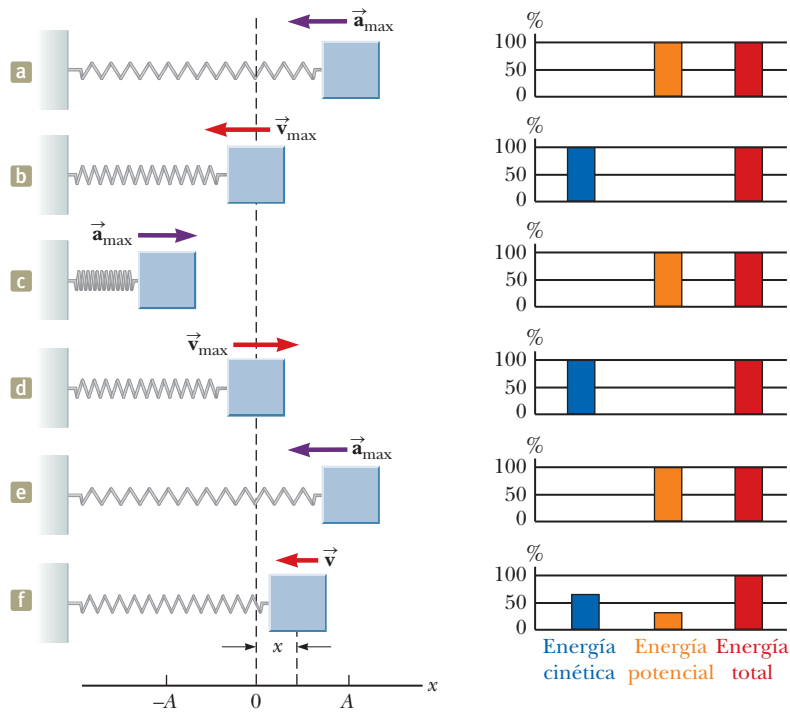 a
a⃗max
%
100
50
0
b
v⃗max
%
100
50
0
c
a⃗max
%
100
50
0
d
v⃗max
%
100
50
0
e
a⃗max
%
100
50
0
f
v⃗
x
%
100
50
0
Energía cinética
Energía potencial
Energía total
–A
0
A
x